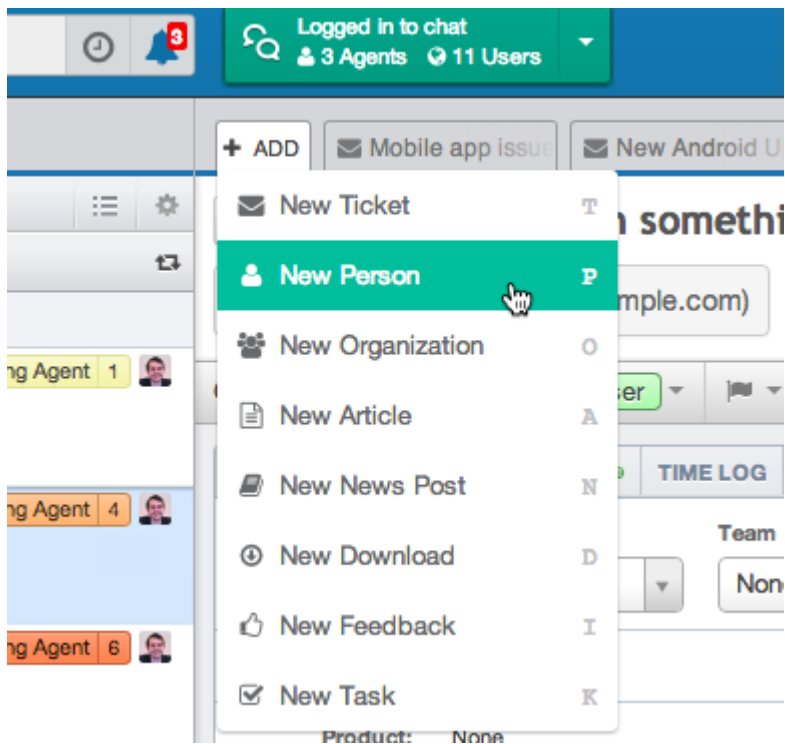 3
Logged in to chat
3 Agents 11 Users
+ ADD
Mobile app issue
New Android U
New Ticket T
somethi
New Person P
mple.com)
New Organization O
ng Agent 1
ser
New Article A
New News Post N
TIME LOG
ng Agent 4
Team
New Download D
Non
New Feedback I
ng Agent 6
New Task K
Product: None